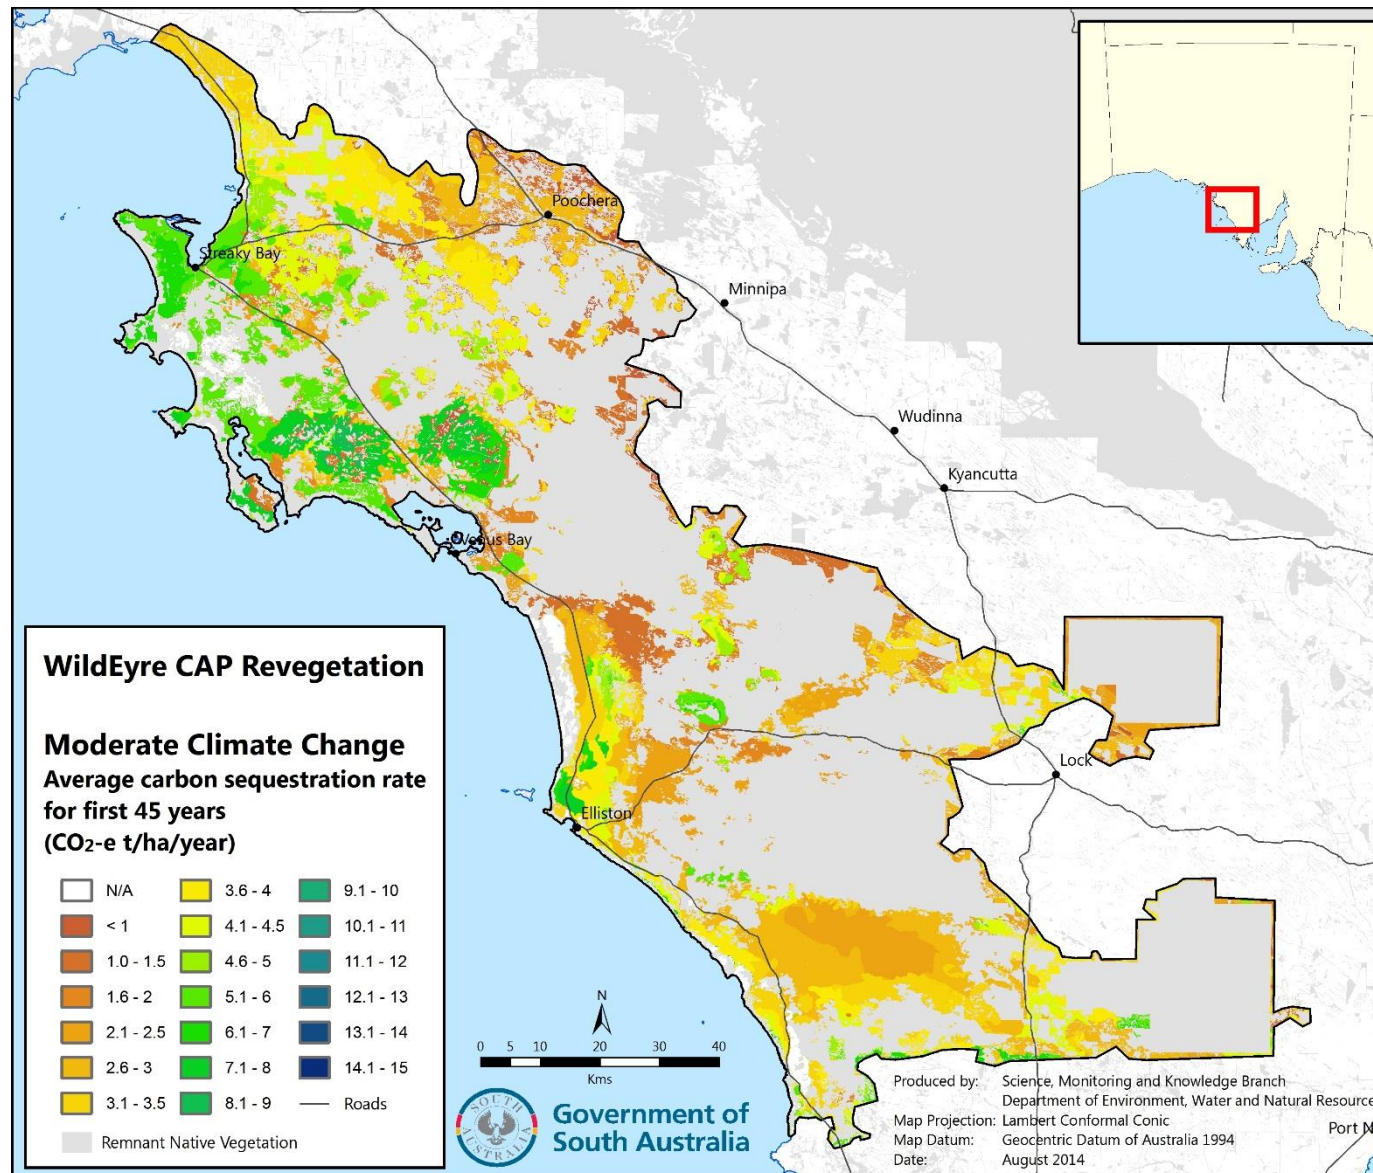 Poochera
Streaky Bay
Minnipa
Wudinna
Kyancutta
Venus Bay
Lock
Elliston
WildEyre CAP Revegetation
Moderate Climate Change
Average carbon sequestration rate
for first 45 years
(CO2-e t/ha/year)
N/A
< 1
1.0 - 1.5
1.6 - 2
2.1 - 2.5
2.6 - 3
3.1 - 3.5
3.6 - 4
4.1 - 4.5
4.6 - 5
5.1 - 6
6.1 - 7
7.1 - 8
8.1 - 9
9.1 - 10
10.1 - 11
11.1 - 12
12.1 - 13
13.1 - 14
14.1 - 15
Roads
Remnant Native Vegetation
N
0 5 10 20 30 40
Kms
SOUTH
AUSTRALIA
Government of
South Australia
Produced by: Science, Monitoring and Knowledge Branch
Department of Environment, Water and Natural Resource
Map Projection: Lambert Conformal Conic
Map Datum: Geocentric Datum of Australia 1994
Date: August 2014
Port N